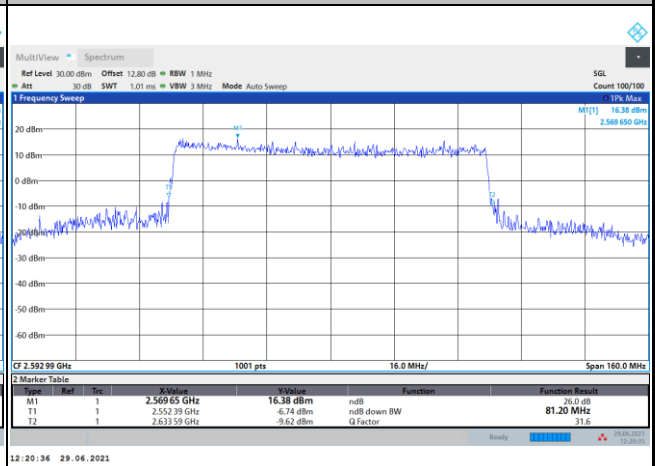 MultiView Spectrum
Ref Level 30.00 dBm Offset 12.80 dB RBW 1 MHz SGL
Att 30 dB SWT 1.01 ms VBW 3 MHz Mode Auto Sweep Count 100/100
1 Frequency Sweep 1Pk Max
M1[1] 16.38 dBm
2.569 650 GHz
M1
20 dBm
10 dBm
0 dBm
T1
-10 dBm
T2
-20 dBm
-30 dBm
-40 dBm
-50 dBm
-60 dBm
CF 2.592 99 GHz 1001 pts 16.0 MHz/ Span 160.0 MHz
2 Marker Table
Type Ref Trc X-Value Y-Value Function Function Result
M1 1 2.569 65 GHz 16.38 dBm ndB 26.0 dB
T1 1 2.552 39 GHz -6.74 dBm ndB down BW 81.20 MHz
T2 1 2.633 59 GHz -9.62 dBm Q Factor 31.6
Ready 29.06.2021
12:20:35
12:20:36 29.06.2021